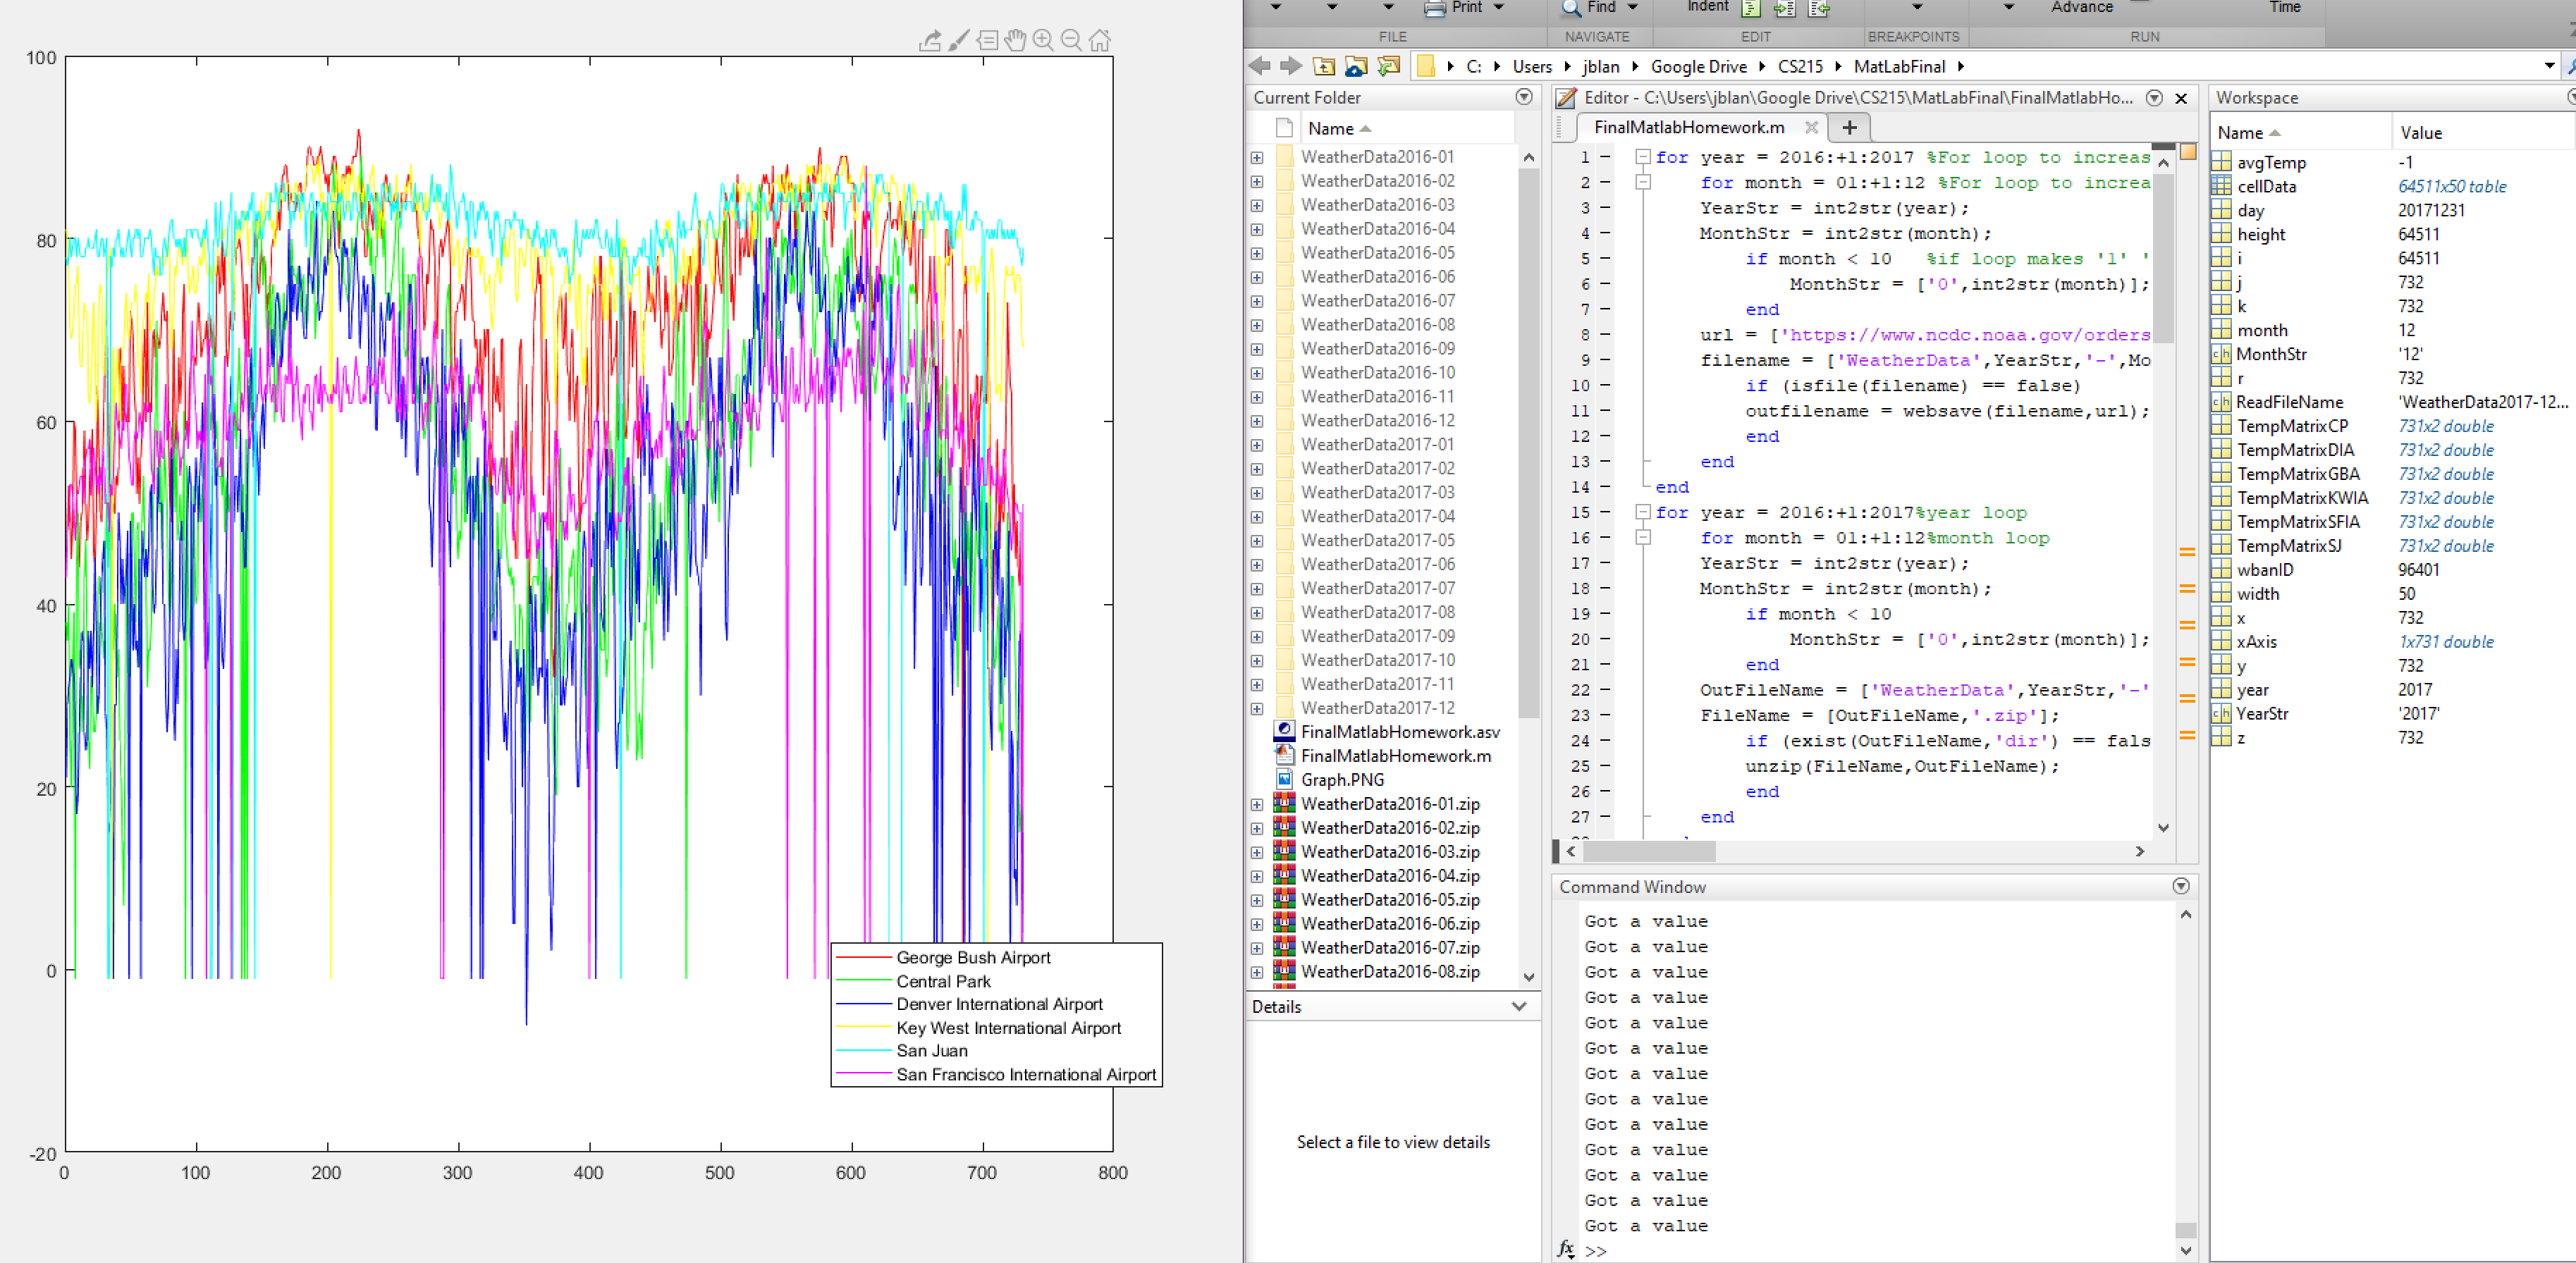 100
80
60
40
20
0
-20
0 100 200 300 400 500 600 700 800
George Bush Airport
Central Park
Denver International Airport
Key West International Airport
San Juan
San Francisco International Airport
Print Find Indent Advance Time
FILE NAVIGATE EDIT BREAKPOINTS RUN
C: Users jblan Google Drive CS215 MatLabFinal
Current Folder
Name
WeatherData2016-01
WeatherData2016-02
WeatherData2016-03
WeatherData2016-04
WeatherData2016-05
WeatherData2016-06
WeatherData2016-07
WeatherData2016-08
WeatherData2016-09
WeatherData2016-10
WeatherData2016-11
WeatherData2016-12
WeatherData2017-01
WeatherData2017-02
WeatherData2017-03
WeatherData2017-04
WeatherData2017-05
WeatherData2017-06
WeatherData2017-07
WeatherData2017-08
WeatherData2017-09
WeatherData2017-10
WeatherData2017-11
WeatherData2017-12
FinalMatlabHomework.asv
FinalMatlabHomework.m
Graph.PNG
WeatherData2016-01.zip
WeatherData2016-02.zip
WeatherData2016-03.zip
WeatherData2016-04.zip
WeatherData2016-05.zip
WeatherData2016-06.zip
WeatherData2016-07.zip
WeatherData2016-08.zip
Details
Select a file to view details
Editor - C:\Users\jblan\Google Drive\CS215\MatLabFinal\FinalMatlabHo...
FinalMatlabHomework.m
1 - for year = 2016:+1:2017 %For loop to increas
2 - for month = 01:+1:12 %For loop to increa
3 - YearStr = int2str(year);
4 - MonthStr = int2str(month);
5 - if month < 10 %if loop makes '1' '
6 - MonthStr = ['0',int2str(month)];
7 - end
8 - url = ['https://www.ncdc.noaa.gov/orders
9 - filename = ['WeatherData',YearStr,'-',Mo
10 - if (isfile(filename) == false)
11 - outfilename = websave(filename,url);
12 - end
13 - end
14 - end
15 - for year = 2016:+1:2017%year loop
16 - for month = 01:+1:12%month loop
17 - YearStr = int2str(year);
18 - MonthStr = int2str(month);
19 - if month < 10
20 - MonthStr = ['0',int2str(month)];
21 - end
22 - OutFileName = ['WeatherData',YearStr,'-'
23 - FileName = [OutFileName,'.zip'];
24 - if (exist(OutFileName,'dir') == fals
25 - unzip(FileName,OutFileName);
26 - end
27 - end
Command Window
Got a value
Got a value
Got a value
Got a value
Got a value
Got a value
Got a value
Got a value
Got a value
Got a value
Got a value
Got a value
Got a value
fx >>
Workspace
Name Value
avgTemp -1
cellData 64511x50 table
day 20171231
height 64511
i 64511
j 732
k 732
month 12
MonthStr '12'
r 732
ReadFileName 'WeatherData2017-12...
TempMatrixCP 731x2 double
TempMatrixDIA 731x2 double
TempMatrixGBA 731x2 double
TempMatrixKWIA 731x2 double
TempMatrixSFIA 731x2 double
TempMatrixSJ 731x2 double
wbanID 96401
width 50
x 732
xAxis 1x731 double
y 732
year 2017
YearStr '2017'
z 732